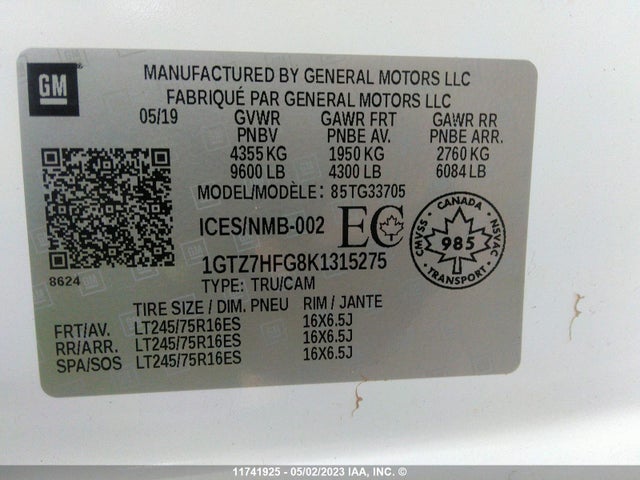 GM
MANUFACTURED BY GENERAL MOTORS LLC
FABRIQUÉ PAR GENERAL MOTORS LLC
05/19 GVWR GAWR FRT GAWR RR
PNBV PNBE AV. PNBE ARR.
4355 KG 1950 KG 2760 KG
9600 LB 4300 LB 6084 LB
MODEL/MODÈLE: 85TG33705
ICES/NMB-002 EC
CANADA
CMVSS 985 NSVAC
TRANSPORT
1GTZ7HFG8K1315275
8624
TYPE: TRU/CAM
TIRE SIZE / DIM. PNEU RIM / JANTE
FRT/AV. LT245/75R16ES 16X6.5J
RR/ARR. LT245/75R16ES 16X6.5J
SPA/SOS LT245/75R16ES 16X6.5J
11741925 - 05/02/2023 IAA, INC. ©